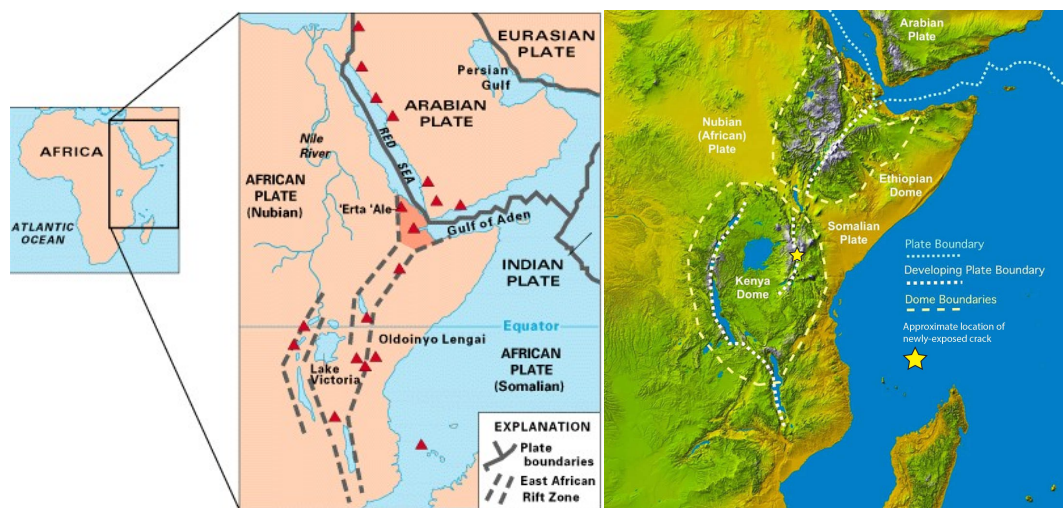 AFRICA
ATLANTIC
OCEAN
EURASIAN
PLATE
Persian
Gulf
ARABIAN
PLATE
RED SEA
Nile
River
AFRICAN
PLATE
(Nubian)
'Erta 'Ale
Gulf of Aden
INDIAN
PLATE
Equator
Oldoinyo Lengai
AFRICAN
PLATE
(Somalian)
Lake
Victoria
EXPLANATION
Plate
boundaries
East African
Rift Zone
Arabian
Plate
Nubian
(African)
Plate
Ethiopian
Dome
Somalian
Plate
Kenya
Dome
Plate Boundary
Developing Plate Boundary
Dome Boundaries
Approximate location of
newly-exposed crack